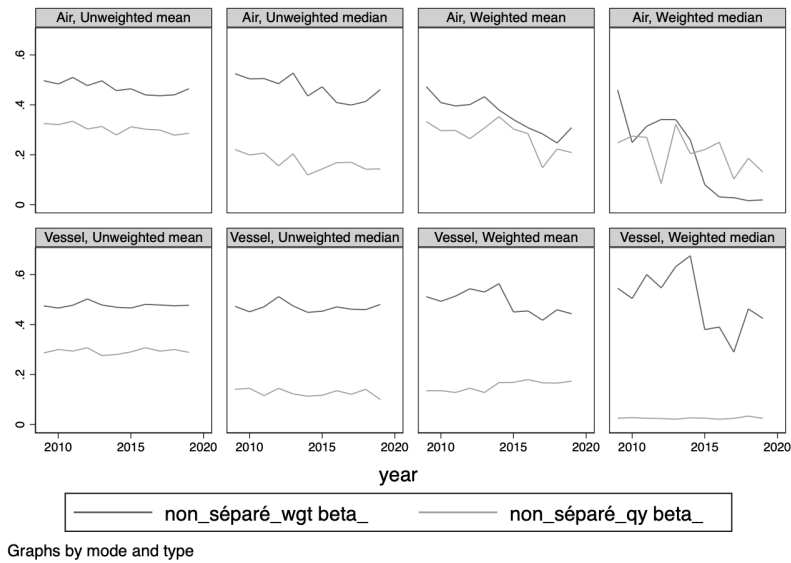 Air, Unweighted mean
Air, Unweighted median
Air, Weighted mean
Air, Weighted median
.6
.4
.2
0
Vessel, Unweighted mean
Vessel, Unweighted median
Vessel, Weighted mean
Vessel, Weighted median
.6
.4
.2
0
2010 2015 2020
2010 2015 2020
2010 2015 2020
2010 2015 2020
year
non_séparé_wgt beta_
non_séparé_qy beta_
Graphs by mode and type